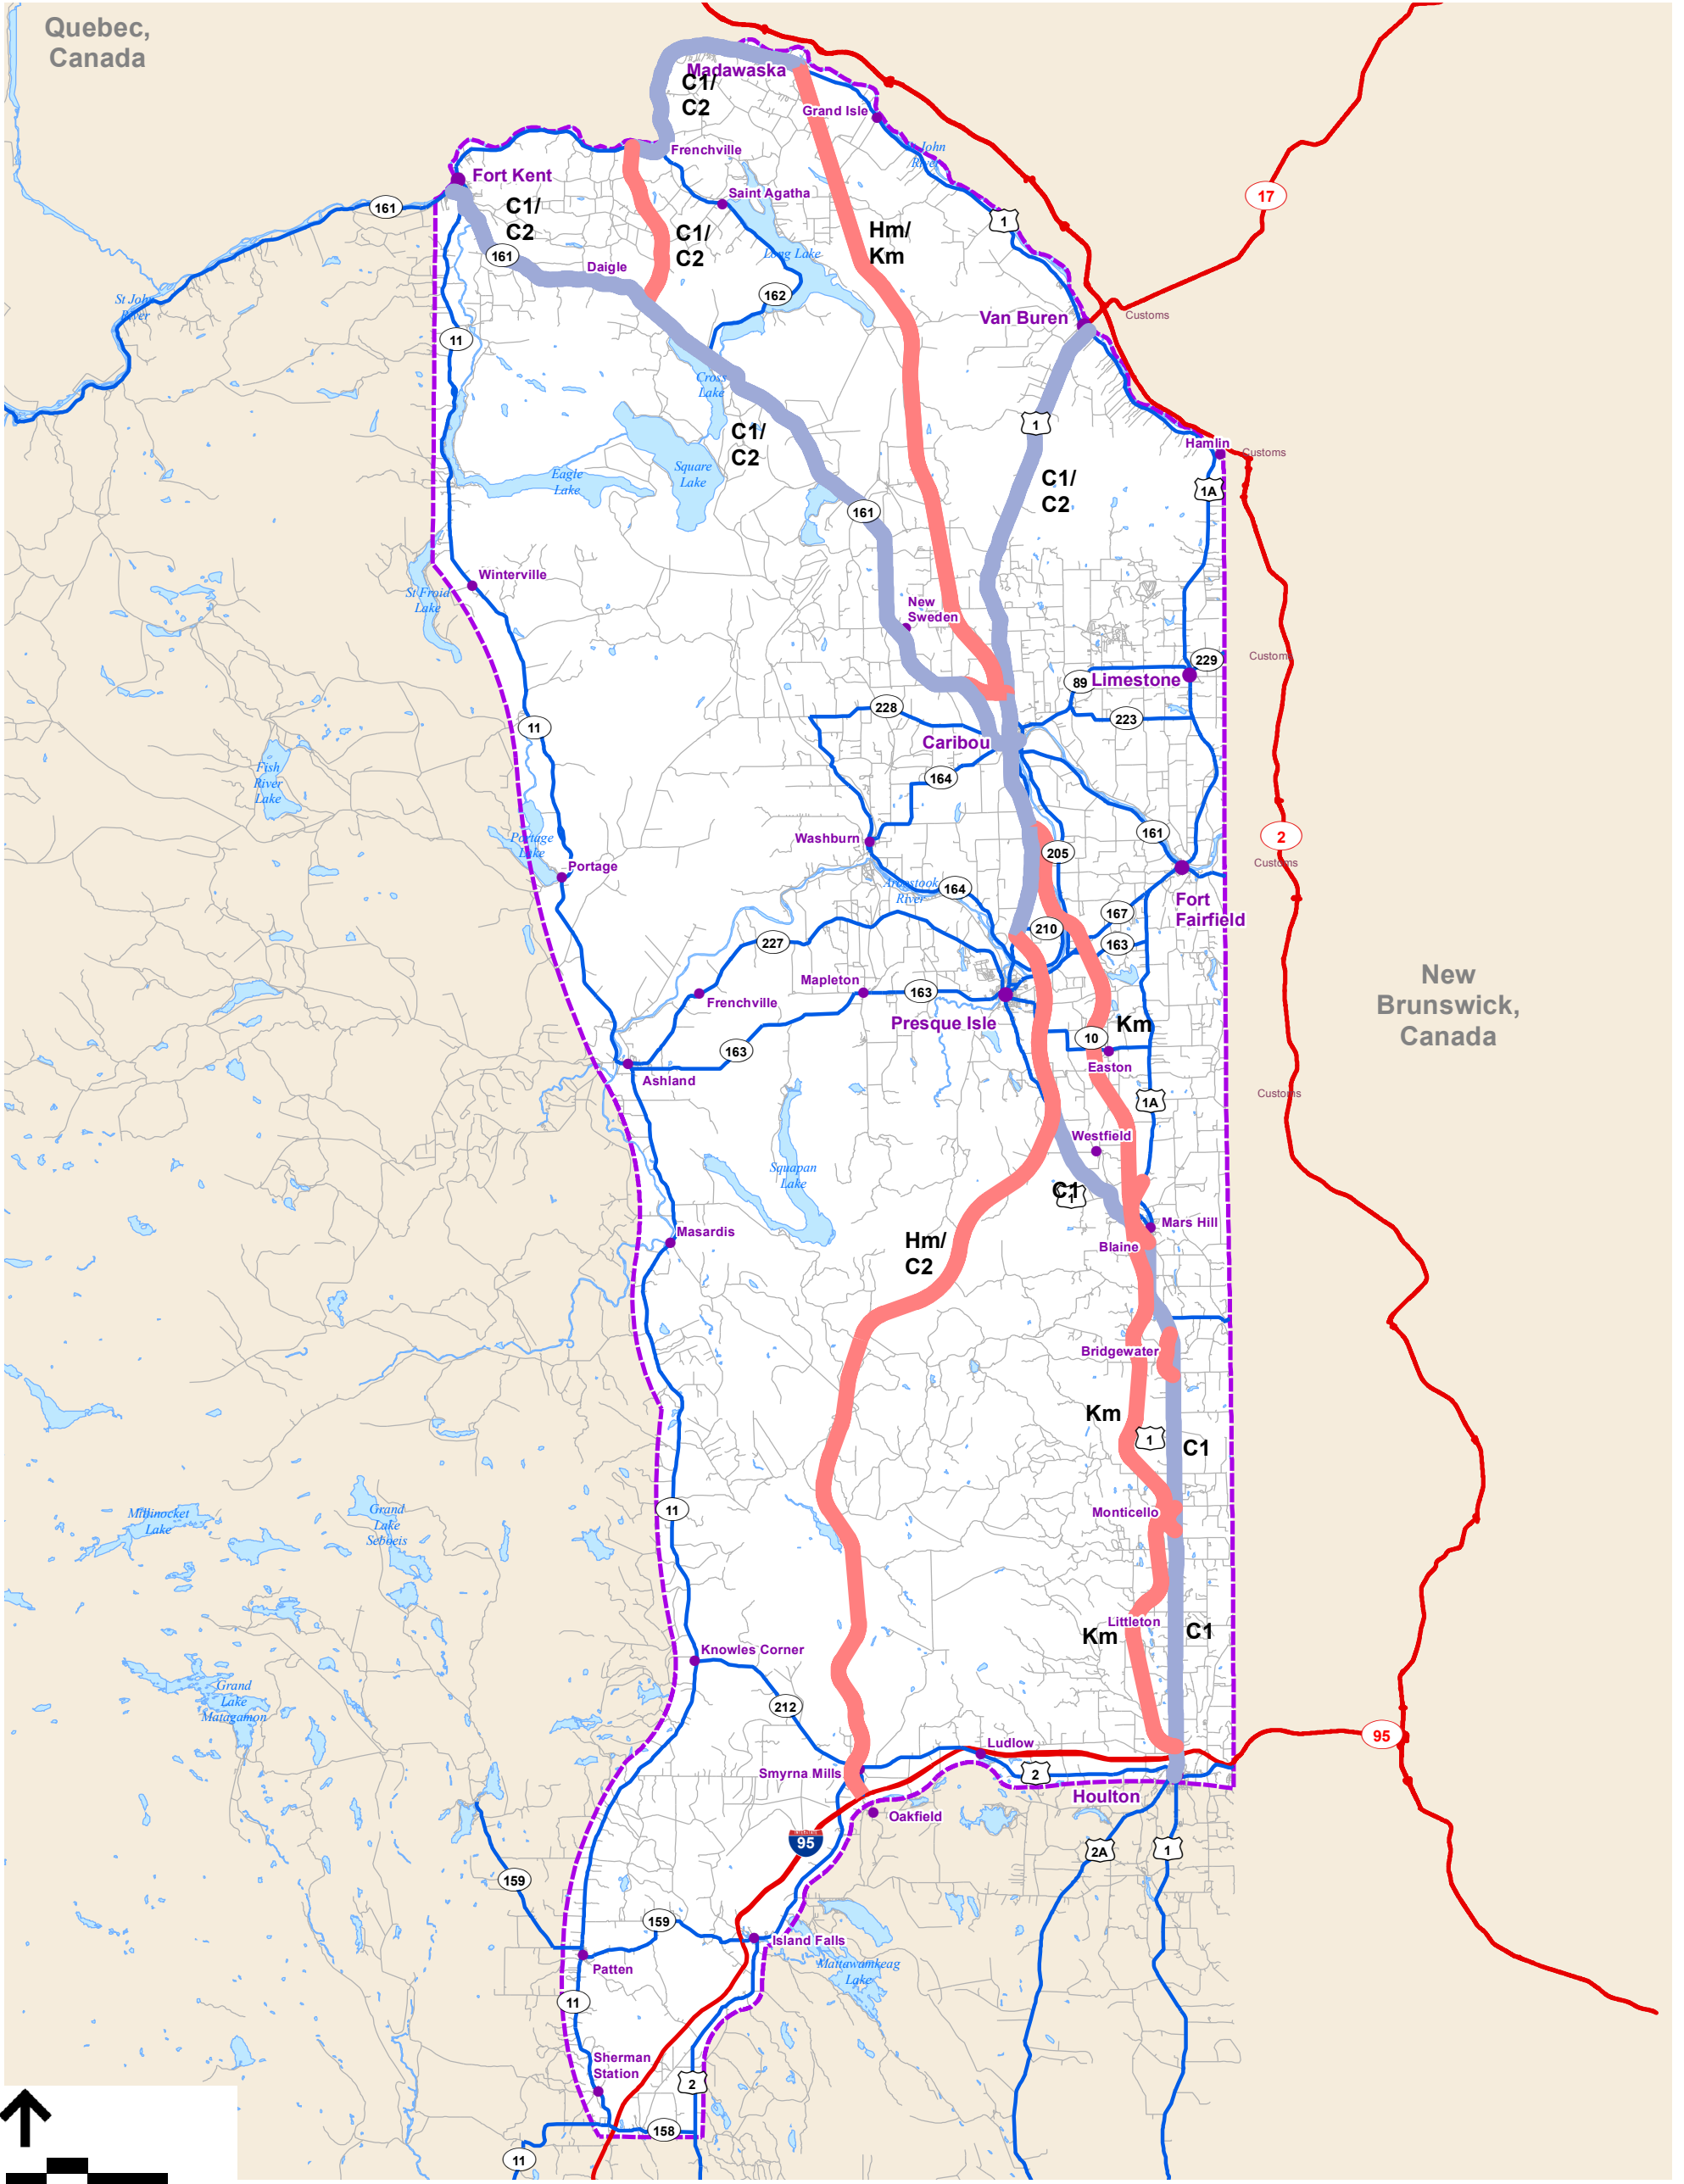 Quebec,
Canada
Madawaska
C1/
C2
Grand Isle
Frenchville
John
River
Fort Kent
Saint Agatha
161
C1/
C2
17
1
Hm/
Km
C1/
C2
161
Daigle
Long Lake
St John
River
162
Van Buren
Customs
11
Cross
Lake
1
C1/
C2
Hamlin
Customs
Square
Lake
Eagle
Lake
C1/
C2
1A
161
Winterville
St Froid
Lake
New
Sweden
229
Customs
89
Limestone
228
223
11
Caribou
Fish
River
Lake
164
Washburn
161
2
Portage
Lake
205
Customs
Portage
Aroostook
River
164
Fort
Fairfield
167
210
227
163
New
Brunswick,
Canada
Mapleton
163
Frenchville
Presque Isle
Km
10
163
Easton
Ashland
1A
Customs
Westfield
Squapan
Lake
C1
1
Mars Hill
Masardis
Hm/
C2
Blaine
Bridgewater
Km
1
C1
Millinocket
Lake
Grand
Lake
Seboeis
11
Monticello
Littleton
Km
C1
Knowles Corner
Grand
Lake
Matagamon
212
95
Ludlow
Smyrna Mills
2
Houlton
Oakfield
95
2A
1
159
159
Island Falls
Mattawamkeag
Lake
Patten
11
Sherman
Station
2
158
11